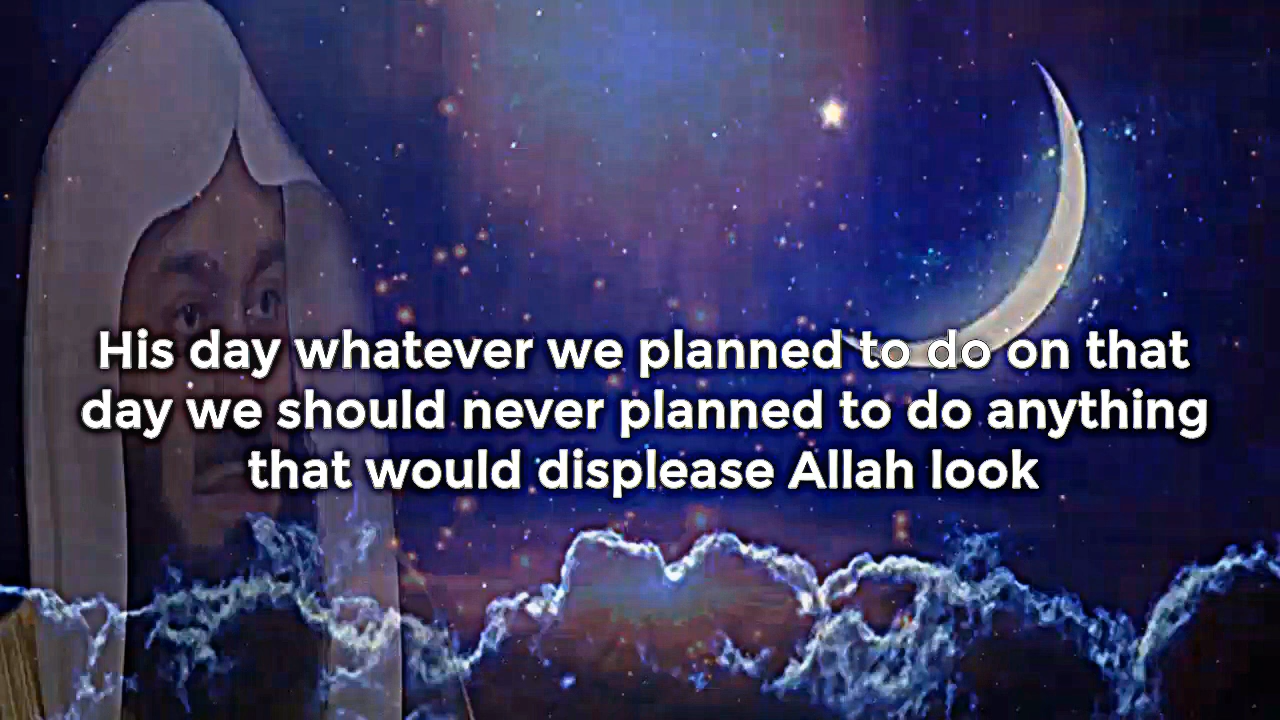 His day whatever we planned to do on that
day we should never planned to do anything
that would displease Allah look